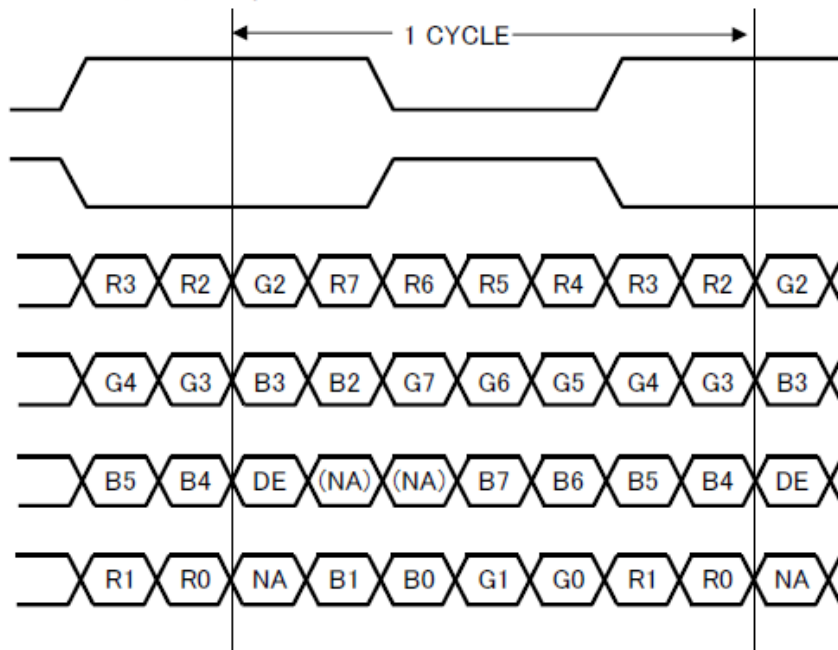 1 CYCLE
R3 R2 G2 R7 R6 R5 R4 R3 R2 G2
G4 G3 B3 B2 G7 G6 G5 G4 G3 B3
B5 B4 DE (NA) (NA) B7 B6 B5 B4 DE
R1 R0 NA B1 B0 G1 G0 R1 R0 NA